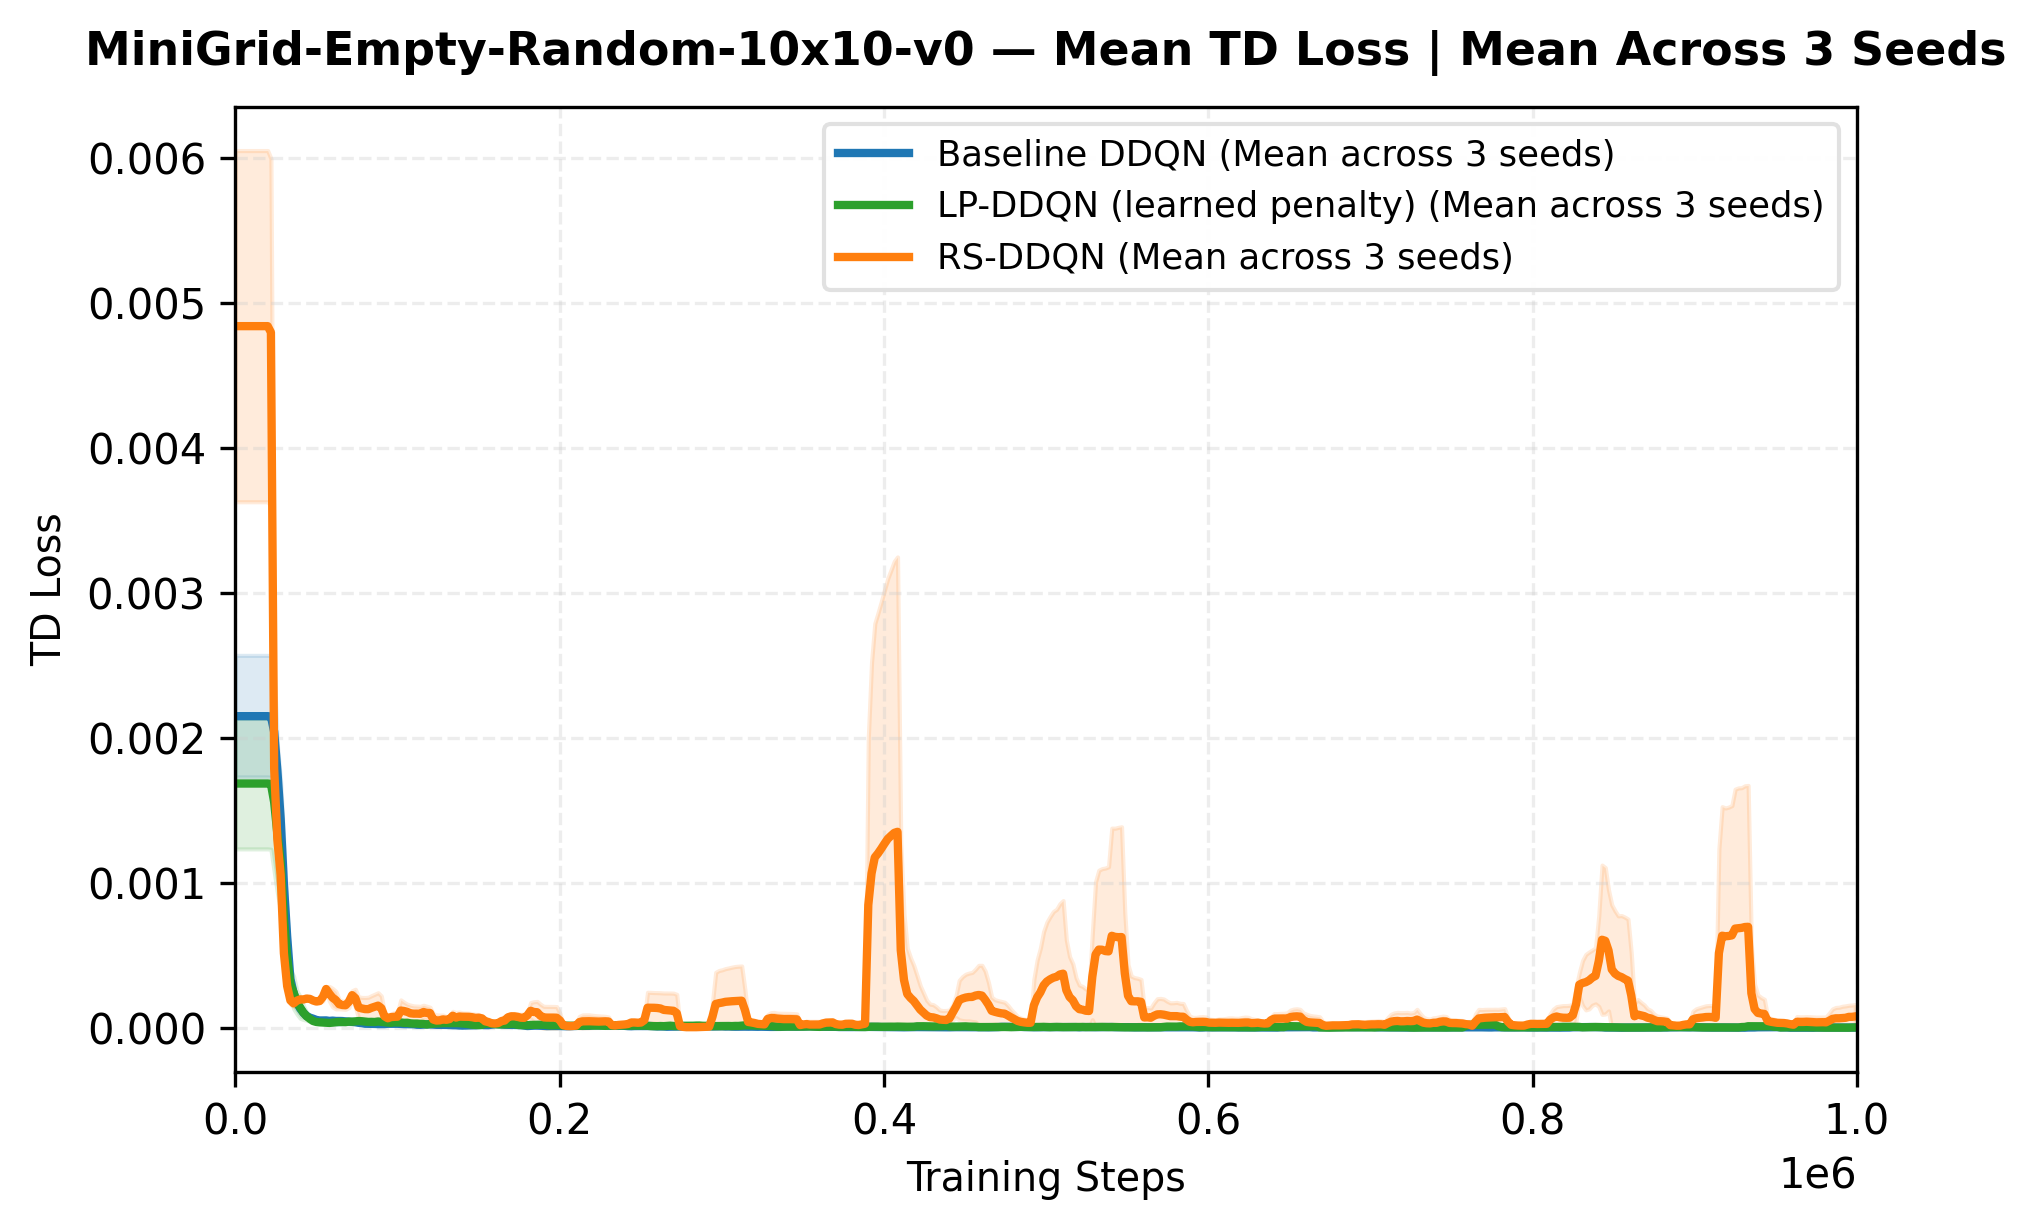 MiniGrid-Empty-Random-10x10-v0 — Mean TD Loss | Mean Across 3 Seeds
Baseline DDQN (Mean across 3 seeds)
LP-DDQN (learned penalty) (Mean across 3 seeds)
RS-DDQN (Mean across 3 seeds)
TD Loss
0.006
0.005
0.004
0.003
0.002
0.001
0.000
0.0 0.2 0.4 0.6 0.8 1.0
1e6
Training Steps